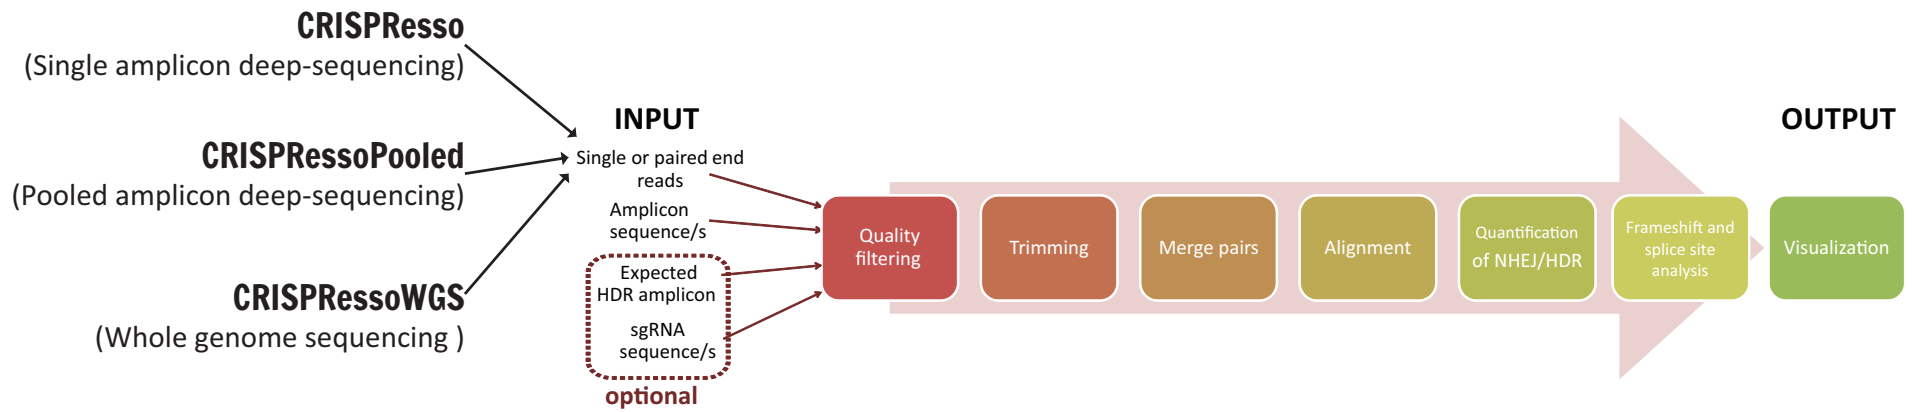 CRISPResso
(Single amplicon deep-sequencing)
CRISPRessoPooled
(Pooled amplicon deep-sequencing)
CRISPRessoWGS
(Whole genome sequencing )
INPUT
Single or paired end
reads
Amplicon
sequence/s
Expected
HDR amplicon
sgRNA
sequence/s
optional
Quality
filtering
Trimming
Merge pairs
Alignment
Quantification
of NHEJ/HDR
Frameshift and
splice site
analysis
OUTPUT
Visualization